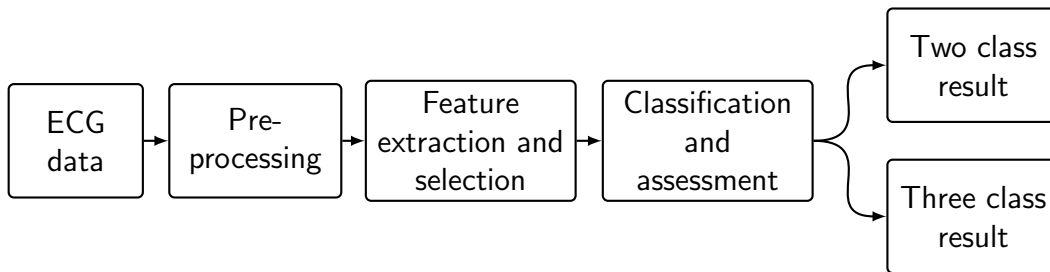 ECG
data
Pre-
processing
Feature
extraction and
selection
Classification
and
assessment
Two class
result
Three class
result